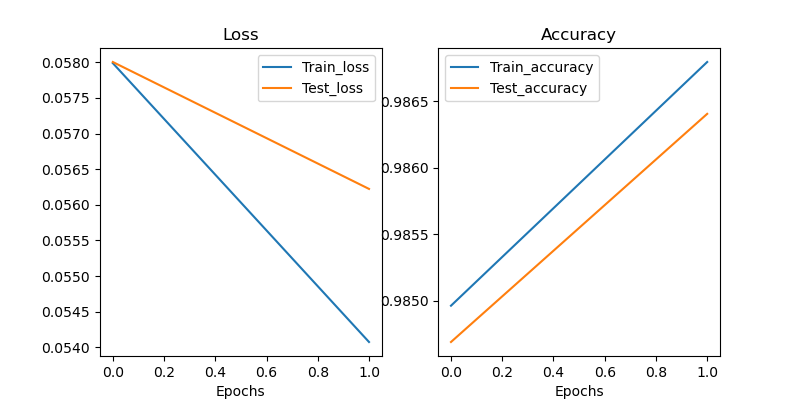 Loss
Train_loss
Test_loss
0.0580
0.0575
0.0570
0.0565
0.0560
0.0555
0.0550
0.0545
0.0540
0.0 0.2 0.4 0.6 0.8 1.0
Epochs
Accuracy
Train_accuracy
Test_accuracy
0.9865
0.9860
0.9855
0.9850
0.0 0.2 0.4 0.6 0.8 1.0
Epochs